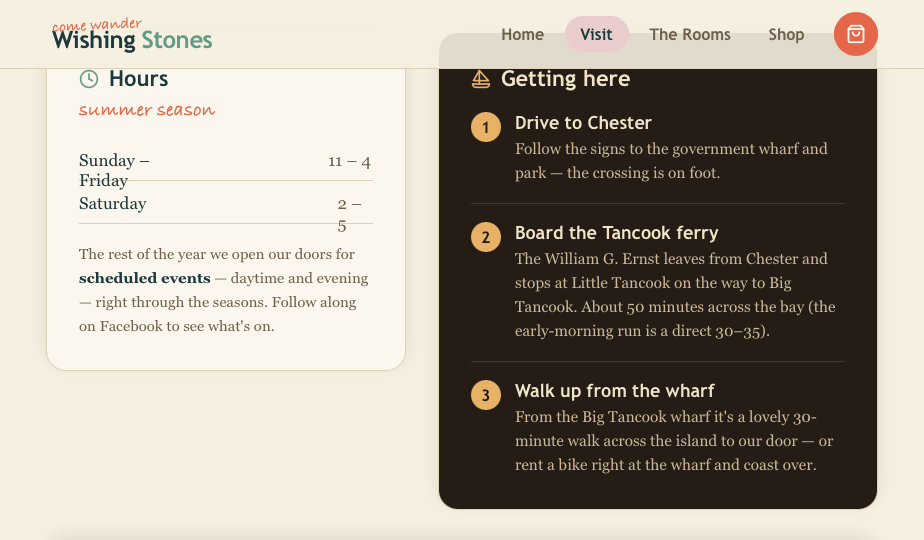 come wander
Wishing Stones
Home
Visit
The Rooms
Shop
Hours
summer season
Sunday – 
Friday
11 – 4
Saturday
2 –
5
The rest of the year we open our doors for
scheduled events — daytime and evening
— right through the seasons. Follow along
on Facebook to see what's on.
Getting here
1
Drive to Chester
Follow the signs to the government wharf and
park — the crossing is on foot.
2
Board the Tancook ferry
The William G. Ernst leaves from Chester and
stops at Little Tancook on the way to Big
Tancook. About 50 minutes across the bay (the
early-morning run is a direct 30–35).
3
Walk up from the wharf
From the Big Tancook wharf it's a lovely 30-
minute walk across the island to our door — or
rent a bike right at the wharf and coast over.